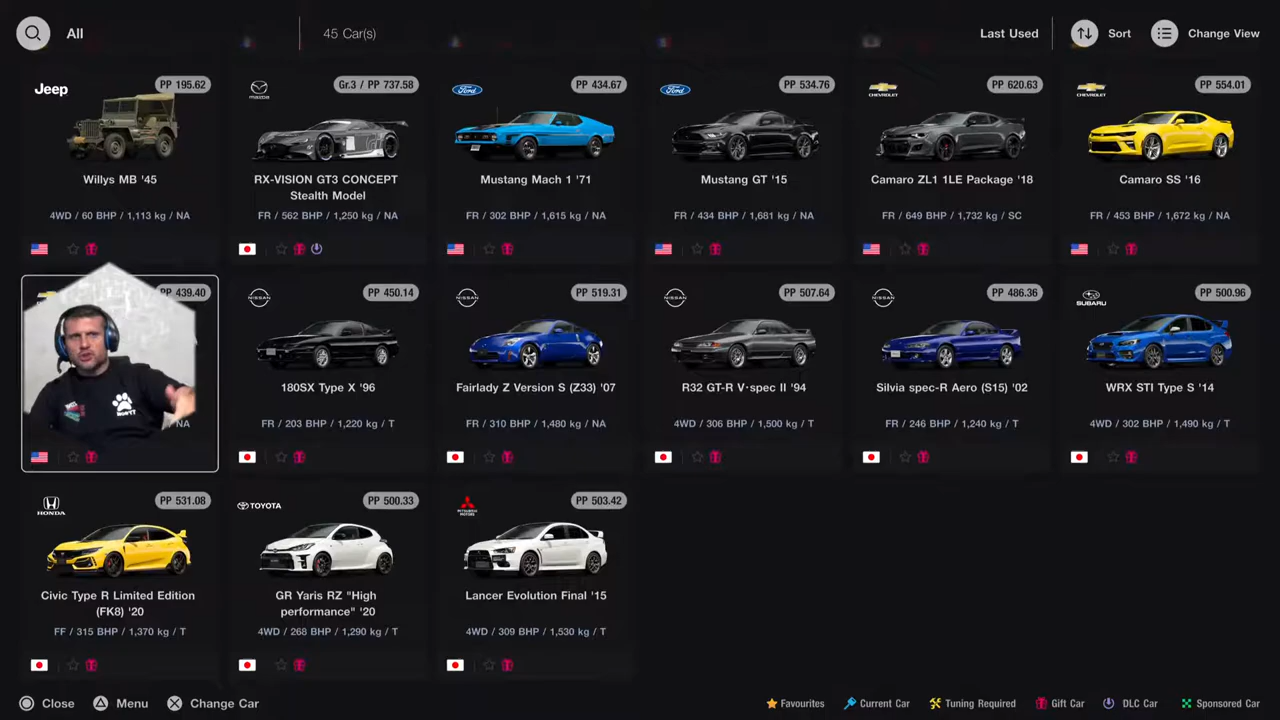 All
45 Car(s)
Last Used
Sort
Change View
Jeep
PP 195.62
mazda
Gr.3 / PP 737.58
Ford
PP 434.67
Ford
PP 534.76
CHEVROLET
PP 620.63
CHEVROLET
PP 554.01
Willys MB '45
RX-VISION GT3 CONCEPT
Stealth Model
Mustang Mach 1 '71
Mustang GT '15
Camaro ZL1 1LE Package '18
Camaro SS '16
4WD / 60 BHP / 1,113 kg / NA
FR / 562 BHP / 1,250 kg / NA
FR / 302 BHP / 1,615 kg / NA
FR / 434 BHP / 1,681 kg / NA
FR / 649 BHP / 1,732 kg / SC
FR / 453 BHP / 1,672 kg / NA
PP 439.40
NISSAN
PP 450.14
NISSAN
PP 519.31
NISSAN
PP 507.64
NISSAN
PP 486.36
SUBARU
PP 500.96
180SX Type X '96
Fairlady Z Version S (Z33) '07
R32 GT-R V·spec II '94
Silvia spec-R Aero (S15) '02
WRX STI Type S '14
/ NA
FR / 203 BHP / 1,220 kg / T
FR / 310 BHP / 1,480 kg / NA
4WD / 306 BHP / 1,500 kg / T
FR / 246 BHP / 1,240 kg / T
4WD / 302 BHP / 1,490 kg / T
HONDA
PP 531.08
TOYOTA
PP 500.33
MITSUBISHI
MOTORS
PP 503.42
Civic Type R Limited Edition
(FK8) '20
GR Yaris RZ "High
performance" '20
Lancer Evolution Final '15
FF / 315 BHP / 1,370 kg / T
4WD / 268 BHP / 1,290 kg / T
4WD / 309 BHP / 1,530 kg / T
Close
Menu
Change Car
Favourites
Current Car
Tuning Required
Gift Car
DLC Car
Sponsored Car